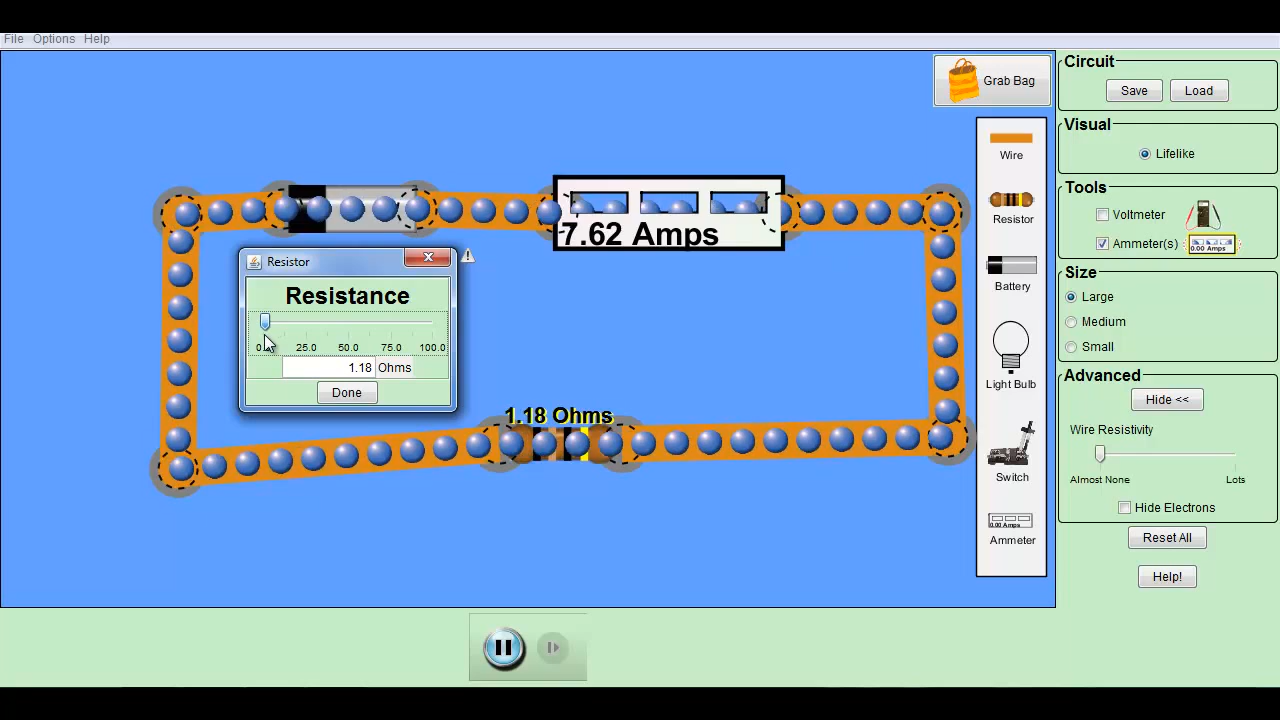 File Options Help
Grab Bag
Wire
Resistor
Battery
Light Bulb
Switch
0.00 Amps
Ammeter
7.62 Amps
Resistor
Resistance
25.0 50.0 75.0 100.0
1.18 Ohms
Done
1.18 Ohms
Circuit
Save Load
Visual
Lifelike
Tools
Voltmeter
Ammeter(s)
0.00 Amps
Size
Large
Medium
Small
Advanced
Hide <<
Wire Resistivity
Almost None Lots
Hide Electrons
Reset All
Help!